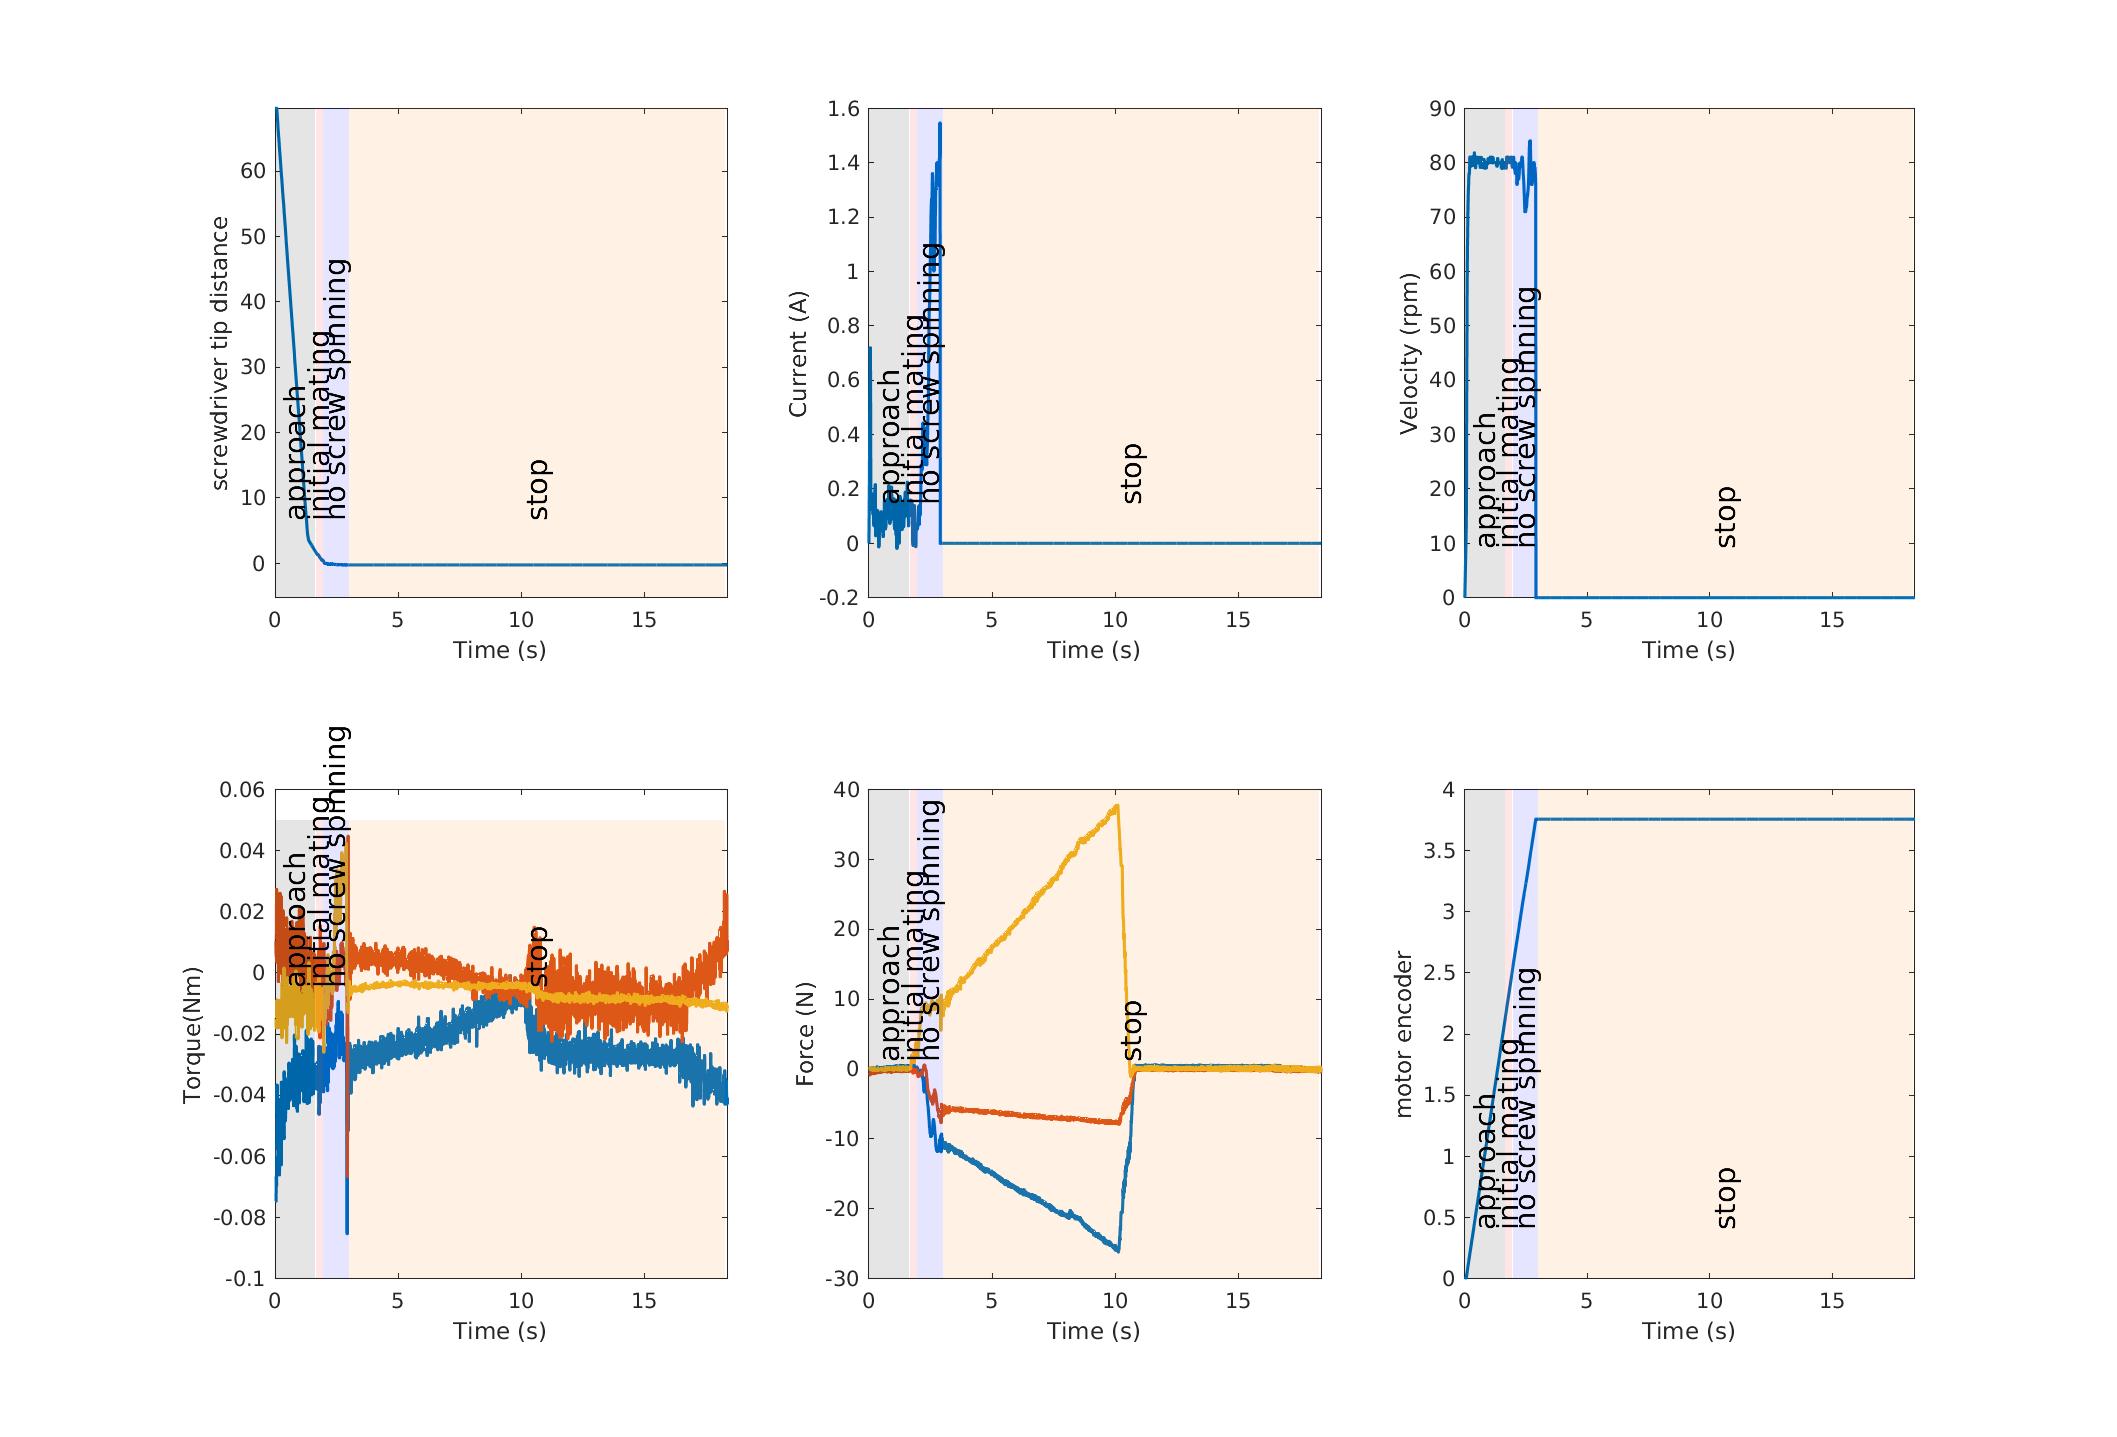 screwdriver tip distance
60
50
40
30
20
10
0
approach
initial mating
no screw spinning
stop
0 5 10 15
Time (s)
Current (A)
1.6
1.4
1.2
1
0.8
0.6
0.4
0.2
0
-0.2
approach
initial mating
no screw spinning
stop
0 5 10 15
Time (s)
Velocity (rpm)
90
80
70
60
50
40
30
20
10
0
approach
initial mating
no screw spinning
stop
0 5 10 15
Time (s)
Torque(Nm)
0.06
0.04
0.02
0
-0.02
-0.04
-0.06
-0.08
-0.1
approach
initial mating
no screw spinning
stop
0 5 10 15
Time (s)
Force (N)
40
30
20
10
0
-10
-20
-30
approach
initial mating
no screw spinning
stop
0 5 10 15
Time (s)
motor encoder
4
3.5
3
2.5
2
1.5
1
0.5
0
approach
initial mating
no screw spinning
stop
0 5 10 15
Time (s)